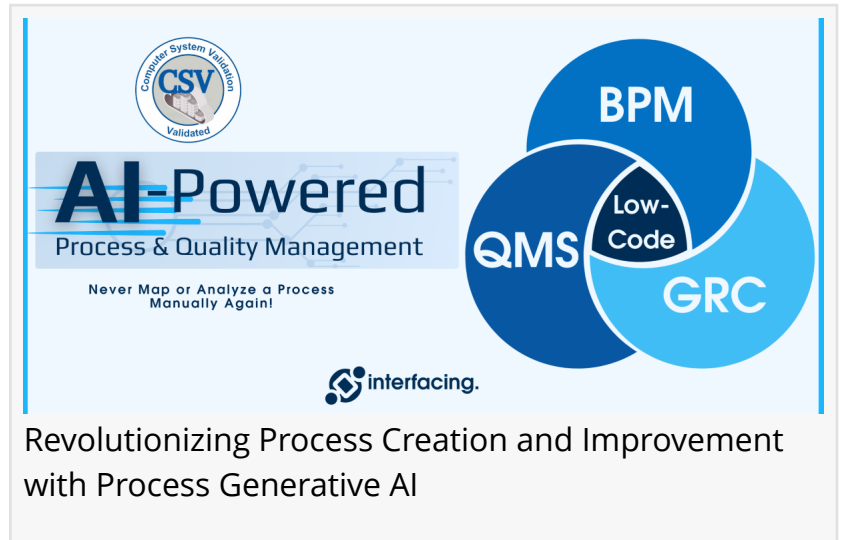 Computer System Validation
CSV
Validated
AI-Powered
Process & Quality Management
Never Map or Analyze a Process
Manually Again!
BPM
QMS
Low-
Code
GRC
interfacing.
Revolutionizing Process Creation and Improvement
with Process Generative AI